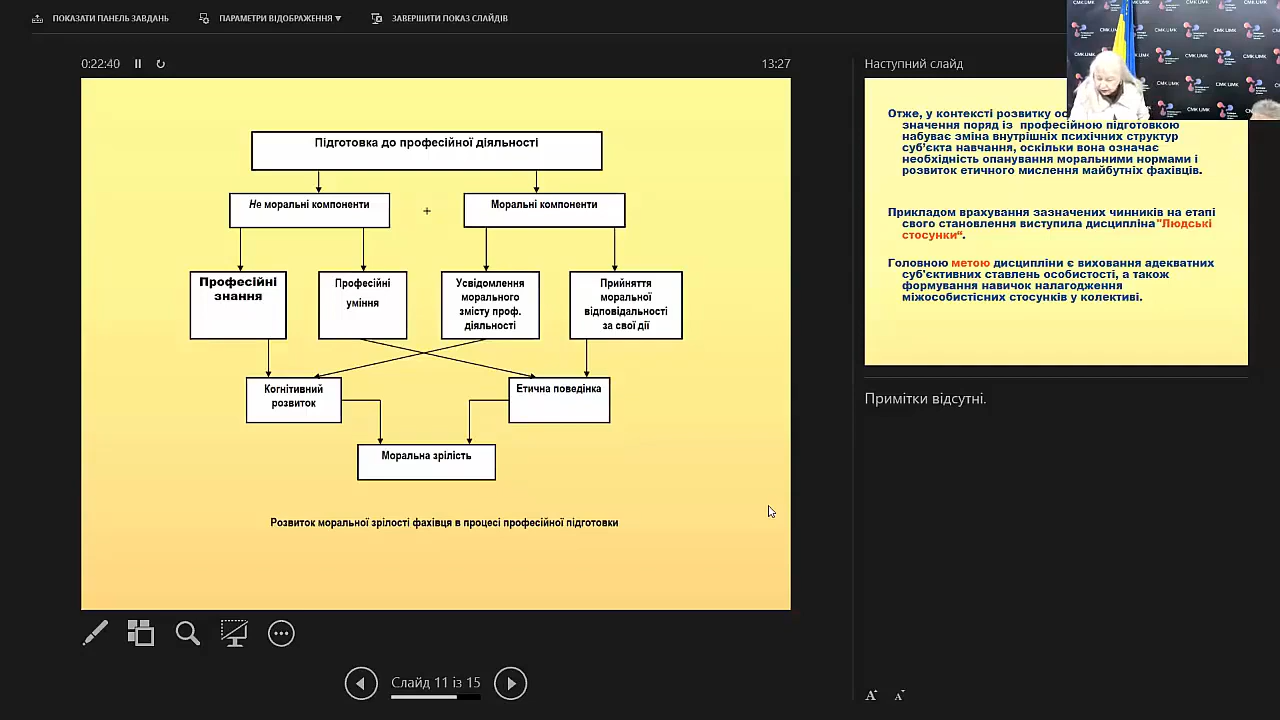 ПОКАЗАТИ ПАНЕЛЬ ЗАВДАНЬ
ПАРАМЕТРИ ВІДОБРАЖЕННЯ ▼
ЗАВЕРШИТИ ПОКАЗ СЛАЙДІВ
0:22:40
13:27
Підготовка до професійної діяльності
Не моральні компоненти
+
Моральні компоненти
Професійні
знання
Професійні
уміння
Усвідомлення
морального
змісту проф.
діяльності
Прийняття
моральної
відповідальності
за свої дії
Когнітивний
розвиток
Етична поведінка
Моральна зрілість
Розвиток моральної зрілості фахівця в процесі професійної підготовки
Слайд 11 із 15
Наступний слайд
СМК.UMK
Отже, у контексті розвитку
значення поряд із професійною підготовкою
набуває зміна внутрішніх психічних структур
суб’єкта навчання, оскільки вона означає
необхідність опанування моральними нормами і
розвиток етичного мислення майбутніх фахівців.
Прикладом врахування зазначених чинників на етапі
свого становлення виступила дисципліна"Людські
стосунки“.
Головною метою дисципліни є виховання адекватних
суб’єктивних ставлень особистості, а також
формування навичок налагодження
міжособистісних стосунків у колективі.
Примітки відсутні.